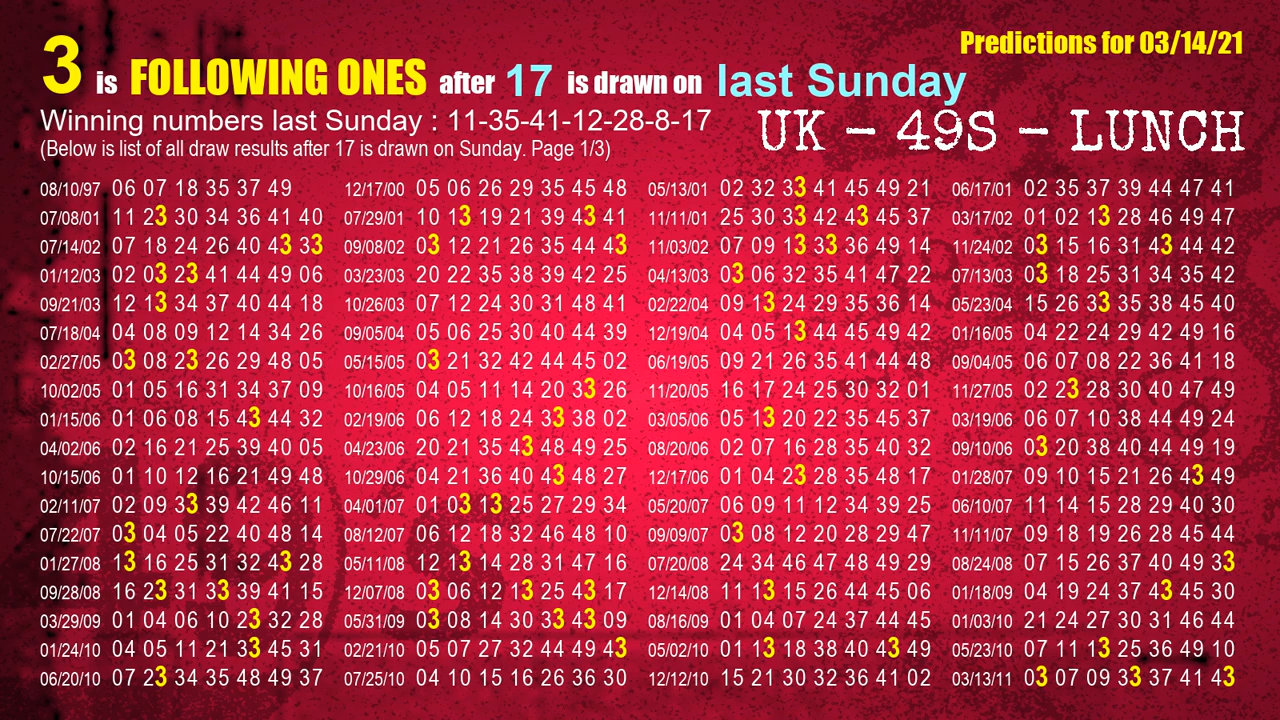 Predictions for 03/14/21
3 is FOLLOWING ONES after 17 is drawn on last Sunday
Winning numbers last Sunday : 11-35-41-12-28-8-17
UK - 49S - LUNCH
(Below is list of all draw results after 17 is drawn on Sunday. Page 1/3)
08/10/97 06 07 18 35 37 49 12/17/00 05 06 26 29 35 45 48 05/13/01 02 32 33 41 45 49 21 06/17/01 02 35 37 39 44 47 41
07/08/01 11 23 30 34 36 41 40 07/29/01 10 13 19 21 39 43 41 11/11/01 25 30 33 42 43 45 37 03/17/02 01 02 13 28 46 49 47
07/14/02 07 18 24 26 40 43 33 09/08/02 03 12 21 26 35 44 43 11/03/02 07 09 13 33 36 49 14 11/24/02 03 15 16 31 43 44 42
01/12/03 02 03 23 41 44 49 06 03/23/03 20 22 35 38 39 42 25 04/13/03 03 06 32 35 41 47 22 07/13/03 03 18 25 31 34 35 42
09/21/03 12 13 34 37 40 44 18 10/26/03 07 12 24 30 31 48 41 02/22/04 09 13 24 29 35 36 14 05/23/04 15 26 33 35 38 45 40
07/18/04 04 08 09 12 14 34 26 09/05/04 05 06 25 30 40 44 39 12/19/04 04 05 13 44 45 49 42 01/16/05 04 22 24 29 42 49 16
02/27/05 03 08 23 26 29 48 05 05/15/05 03 21 32 42 44 45 02 06/19/05 09 21 26 35 41 44 48 09/04/05 06 07 08 22 36 41 18
10/02/05 01 05 16 31 34 37 09 10/16/05 04 05 11 14 20 33 26 11/20/05 16 17 24 25 30 32 01 11/27/05 02 23 28 30 40 47 49
01/15/06 01 06 08 15 43 44 32 02/19/06 06 12 18 24 33 38 02 03/05/06 05 13 20 22 35 45 37 03/19/06 06 07 10 38 44 49 24
04/02/06 02 16 21 25 39 40 05 04/23/06 20 21 35 43 48 49 25 08/20/06 02 07 16 28 35 40 32 09/10/06 03 20 38 40 44 49 19
10/15/06 01 10 12 16 21 49 48 10/29/06 04 21 36 40 43 48 27 12/17/06 01 04 23 28 35 48 17 01/28/07 09 10 15 21 26 43 49
02/11/07 02 09 33 39 42 46 11 04/01/07 01 03 13 25 27 29 34 05/20/07 06 09 11 12 34 39 25 06/10/07 11 14 15 28 29 40 30
07/22/07 03 04 05 22 40 48 14 08/12/07 06 12 18 32 46 48 10 09/09/07 03 08 12 20 28 29 47 11/11/07 09 18 19 26 28 45 44
01/27/08 13 16 25 31 32 43 28 05/11/08 12 13 14 28 31 47 16 07/20/08 24 34 46 47 48 49 29 08/24/08 07 15 26 36 40 49 33
09/28/08 16 23 31 33 39 41 15 12/07/08 03 06 12 13 25 43 17 12/14/08 11 13 15 26 44 45 06 01/18/09 04 19 24 37 43 45 30
03/29/09 01 04 06 10 23 32 28 05/31/09 03 08 14 30 33 43 09 08/16/09 01 04 07 24 37 44 45 01/03/10 21 24 27 30 31 46 44
01/24/10 04 05 11 21 33 45 31 02/21/10 05 07 27 32 44 49 43 05/02/10 01 13 18 38 40 43 49 05/23/10 07 11 13 25 36 49 10
06/20/10 07 23 34 35 48 49 37 07/25/10 04 10 15 16 26 36 30 12/12/10 15 21 30 32 36 41 02 03/13/11 03 07 09 33 37 41 43